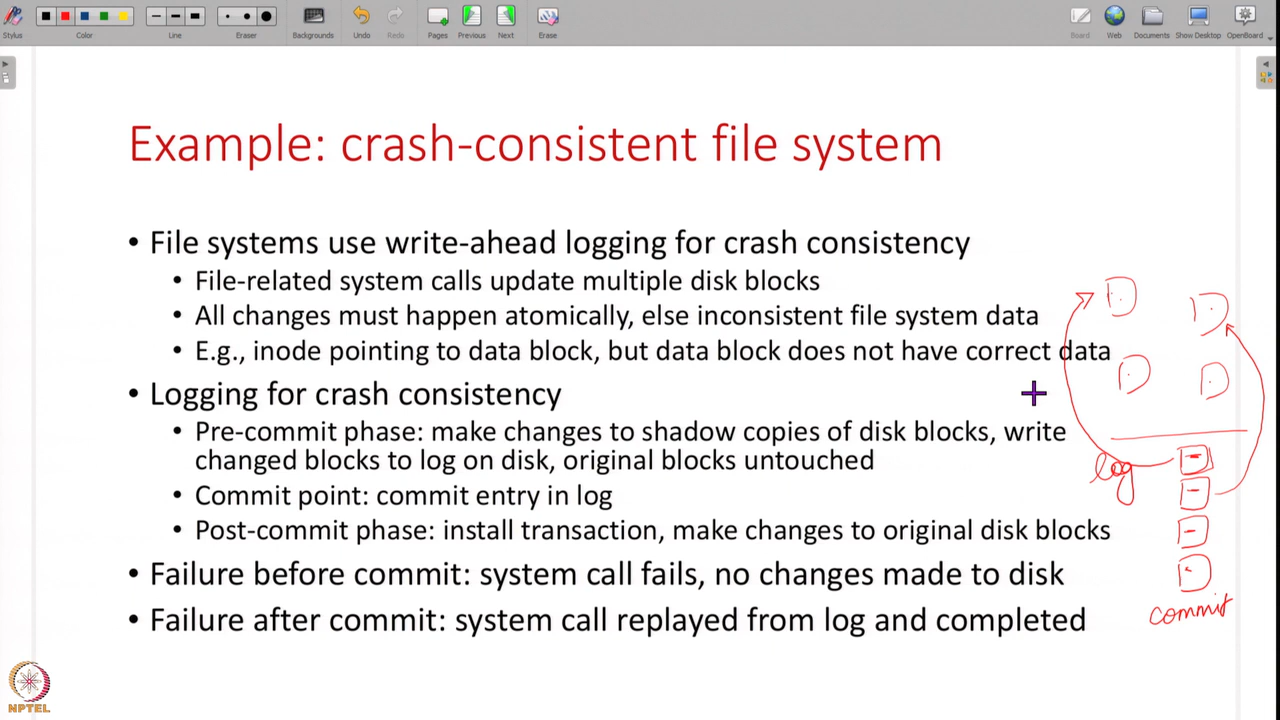 Stylus Color Line Eraser Backgrounds Undo Redo Pages Previous Next Erase Board Web Documents Show Desktop OpenBoard
Example: crash-consistent file system
• File systems use write-ahead logging for crash consistency
• File-related system calls update multiple disk blocks
• All changes must happen atomically, else inconsistent file system data
• E.g., inode pointing to data block, but data block does not have correct data
• Logging for crash consistency
• Pre-commit phase: make changes to shadow copies of disk blocks, write
changed blocks to log on disk, original blocks untouched
• Commit point: commit entry in log
• Post-commit phase: install transaction, make changes to original disk blocks
• Failure before commit: system call fails, no changes made to disk
• Failure after commit: system call replayed from log and completed
log
commit
NPTEL